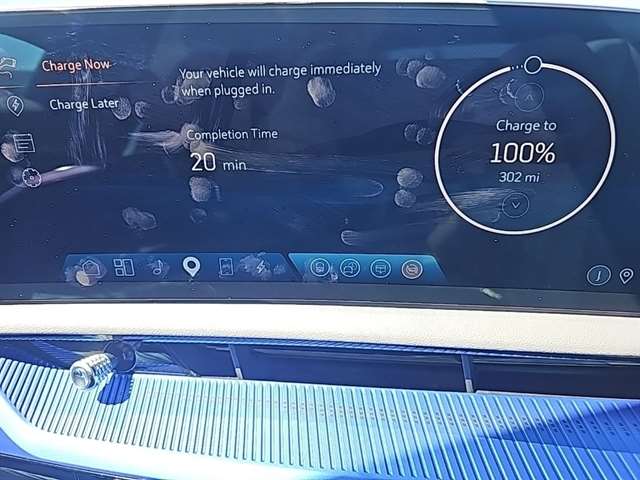 Charge Now
Charge Later
Your vehicle will charge immediately
when plugged in.
Completion Time
20 min
Charge to
100%
302 mi
J